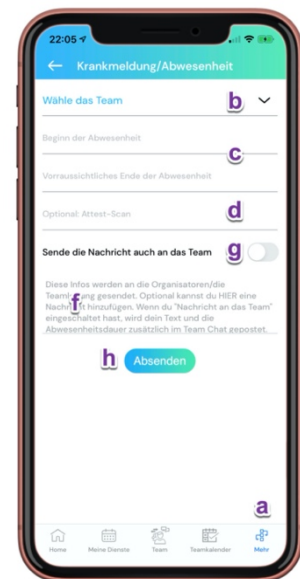 22:05
Krankmeldung/Abwesenheit
Wähle das Team b
Beginn der Abwesenheit
c
Vorraussichtliches Ende der Abwesenheit
Optional: Attest-Scan d
Sende die Nachricht auch an das Team g
Diese Infos werden an die Organisatoren/die
gesendet. Optional kannst du HIER eine
f hinzufügen. Wenn du "Nachricht an das Team"
eingeschaltet hast, wird dein Text und die
Abwesenheitsdauer zusätzlich im Team Chat gepostet.
h Absenden
a
Home Meine Dienste Team Teamkalender Mehr